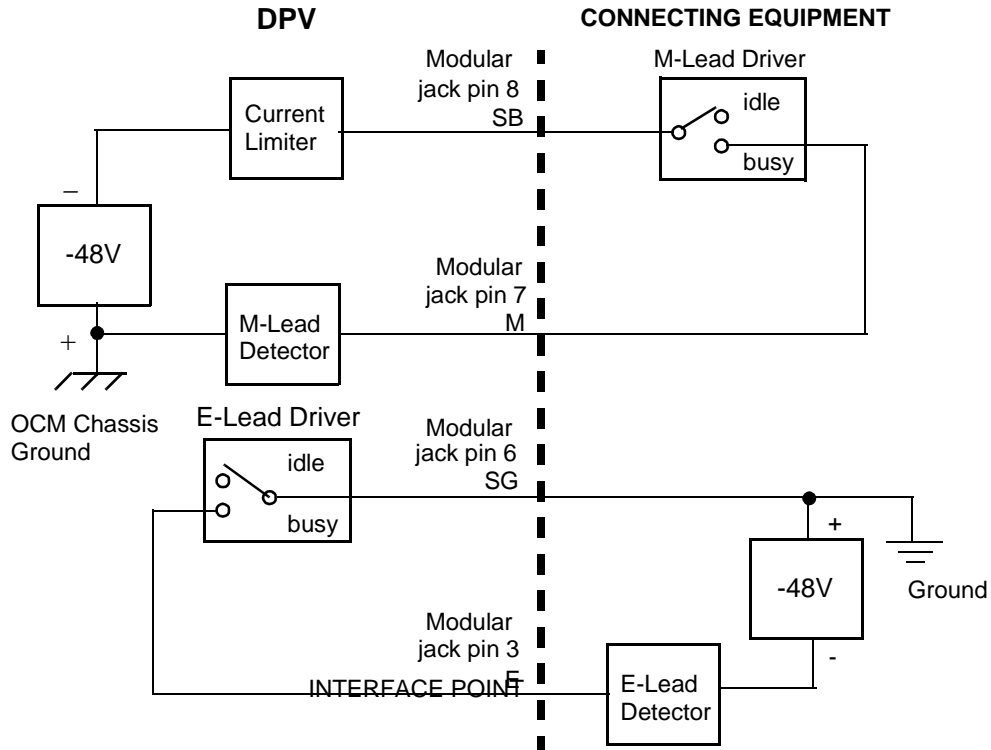 DPV
CONNECTING EQUIPMENT
Modular
jack pin 8
SB
M-Lead Driver
idle
busy
Current
Limiter
–
-48V
+
Modular
jack pin 7
M
M-Lead
Detector
OCM Chassis
Ground
E-Lead Driver
idle
busy
Modular
jack pin 6
SG
+
-48V
-
Ground
Modular
jack pin 3
E
INTERFACE POINT
E-Lead
Detector